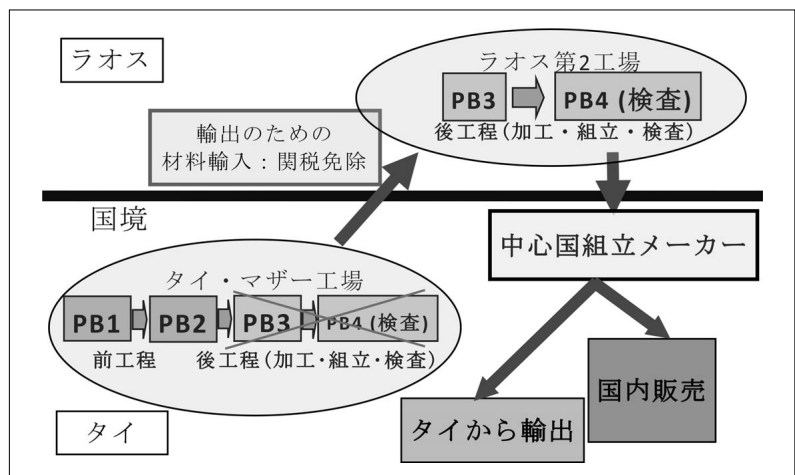 ラオス
ラオス第2工場
PB3
PB4 (検査)
後工程(加工・組立・検査)
輸出のための
材料輸入：関税免除
国境
中心国組立メーカー
タイ・マザー工場
PB1
PB2
PB3
PB4 (検査)
前工程
後工程(加工・組立・検査)
国内販売
タイから輸出
タイ